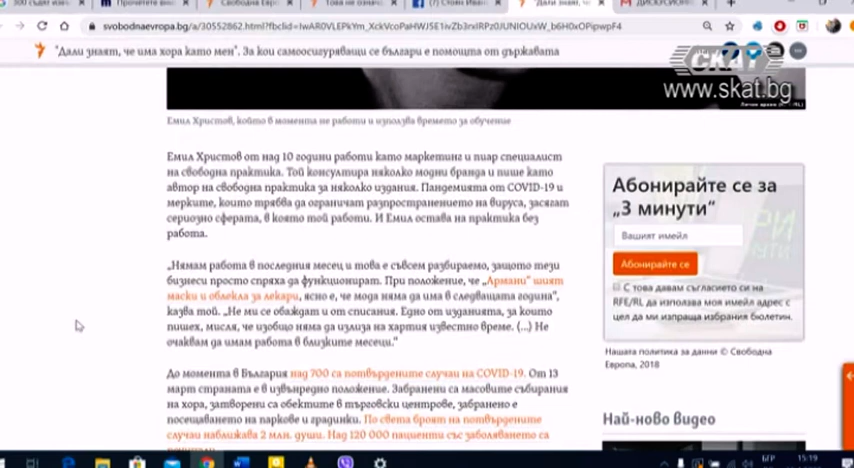 Прочетете вниман
Свободна Евро
svobodnaevropa.bg/a/30552862.html?fbclid=IwAR0VLEPkYm_XckVcoPaHWJ5E1ivZb3rxIRPz0JUNIOUxW_b6H0xOPipwpF4
"Дали знаят, че има хора като мен". За кои самоосигуряващи се българи е помощта от държавата
СКАТ
www.skat.bg
Емил Христов, който в момента не работи и използва времето за обучение
Емил Христов от над 10 години работи като маркетинг и пиар специалист
на свободна практика. Той консултира няколко модни бранда и пише като
автор на свободна практика за няколко издания. Пандемията от COVID-19 и
мерките, които трябва да ограничат разпространението на вируса, засягат
сериозно сферата, в която той работи. И Емил остава на практика без
работа.
„Нямам работа в последния месец и това е съвсем разбираемо, защото тези
бизнеси просто спряха да функционират. При положение, че „Армани" шият
маски и облекла за лекари, ясно е, че мода няма да има в следващата година",
казва той. „Не ми се обаждат и от списания. Едно от изданията, за които
пишех, мисля, че изобщо няма да излиза на хартия известно време. (...) Не
очаквам да имам работа в близките месеци."
До момента в България над 700 са потвърдените случаи на COVID-19. От 13
март страната е в извънредно положение. Забранени са масовите събирания
на хора, затворени са обектите в търговски центрове, забранено е
посещаването на паркове и градинки. По света броят на потвърдените
случаи наближава 2 млн. души. Над 120 000 пациенти със заболяването са
Абонирайте се за
„3 минути"
Вашият имейл
Абонирайте се
С това давам съгласието си на
RFE/RL да използва моя имейл адрес с
цел да ми изпраща избрания бюлетин.
Нашата политика за данни © Свободна
Европа, 2018
Най-ново видео
БГР
15:19